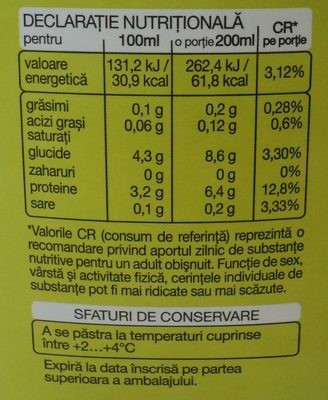 DECLARAȚIE NUTRIȚIONALĂ CR*
pentru 100ml o porție 200ml pe porție
valoare energetică 131,2 kJ / 30,9 kcal 262,4 kJ / 61,8 kcal 3,12%
grăsimi 0,1 g 0,2 g 0,28%
acizi grași saturați 0,06 g 0,12 g 0,6%
glucide 4,3 g 8,6 g 3,30%
zaharuri 0 g 0 g 0%
proteine 3,2 g 6,4 g 12,8%
sare 0,1 g 0,2 g 3,33%
*Valorile CR (consum de referință) reprezintă o
recomandare privind aportul zilnic de substanțe
nutritive pentru un adult obișnuit. Funcție de sex,
vârstă și activitate fizică, cerințele individuale de
substanțe pot fi mai ridicate sau mai scăzute.
SFATURI DE CONSERVARE
A se păstra la temperaturi cuprinse
între +2...+4°C
Expiră la data înscrisă pe partea
superioara a ambalajului.